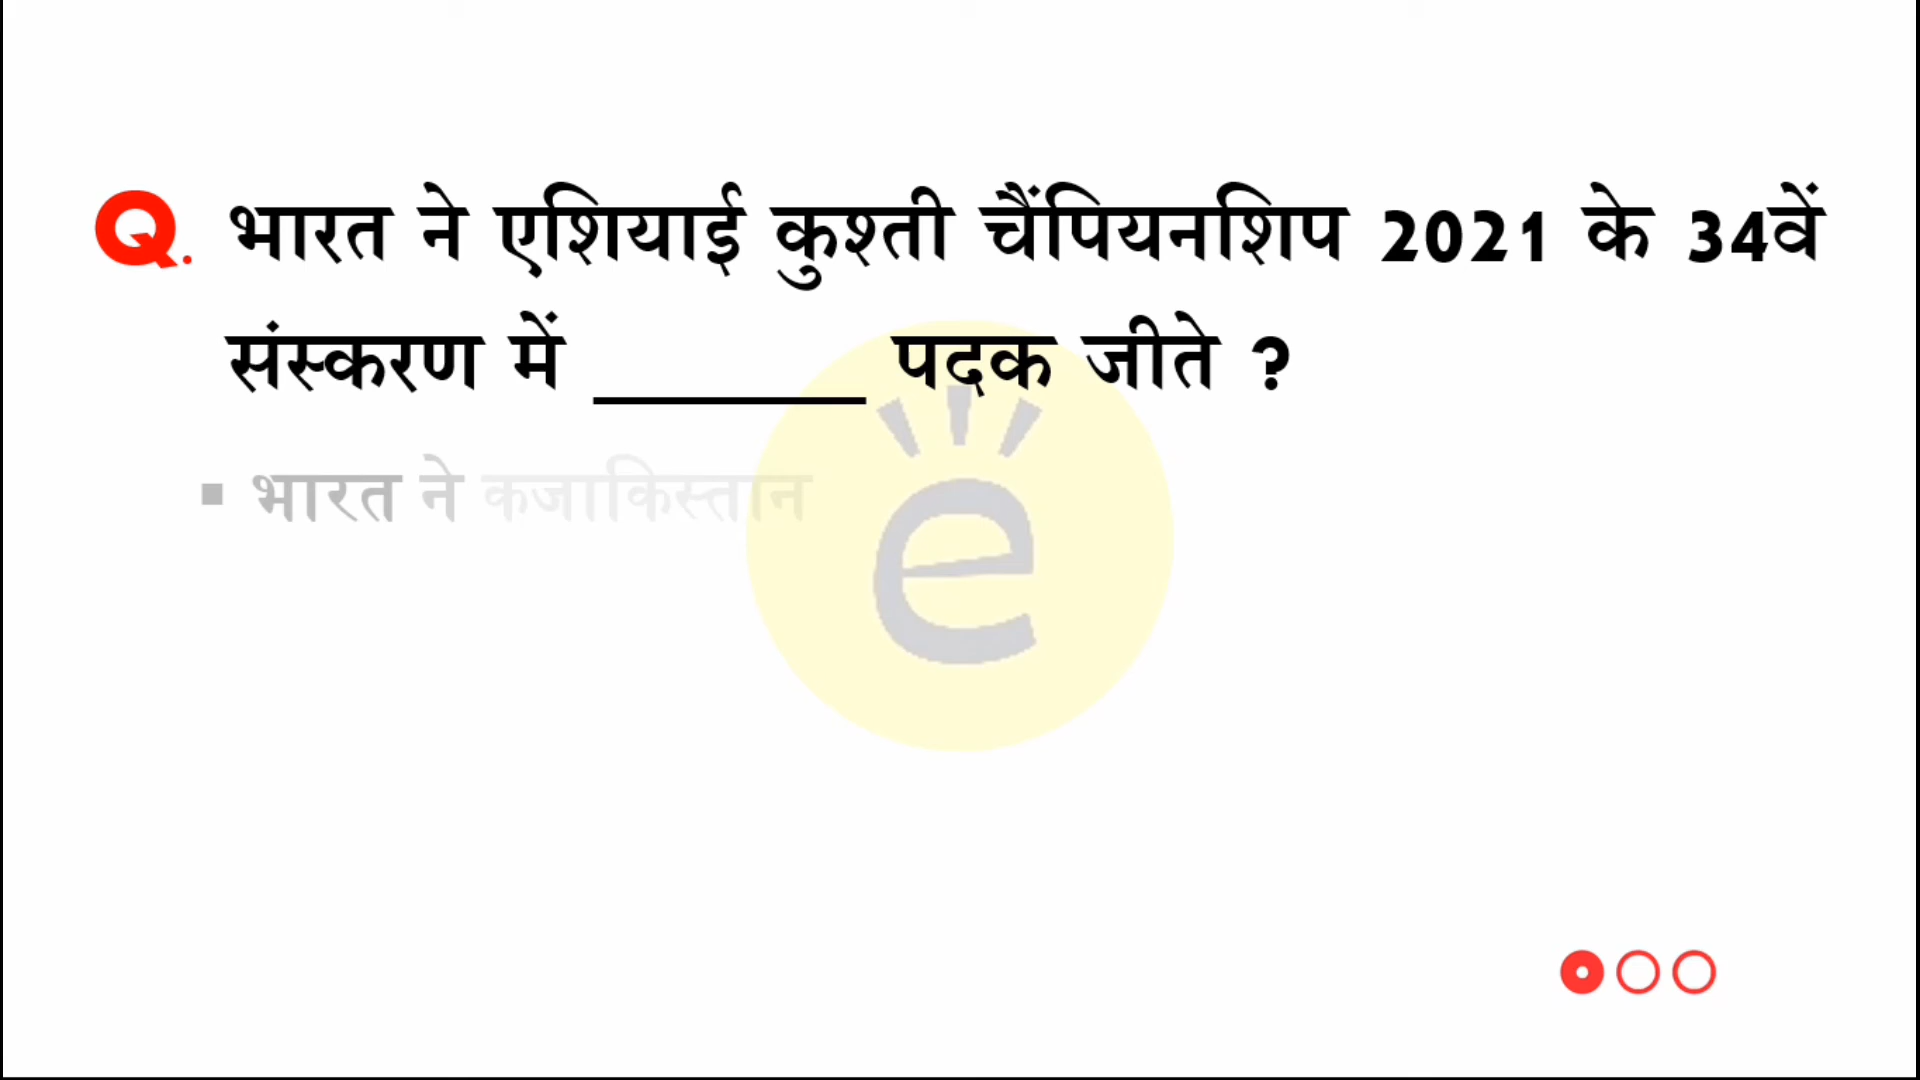 Q. भारत ने एशियाई कुश्ती चैंपियनशिप 2021 के 34वें
संस्करण में ________ पदक जीते ?
▪ भारत ने कजाकिस्तान
e